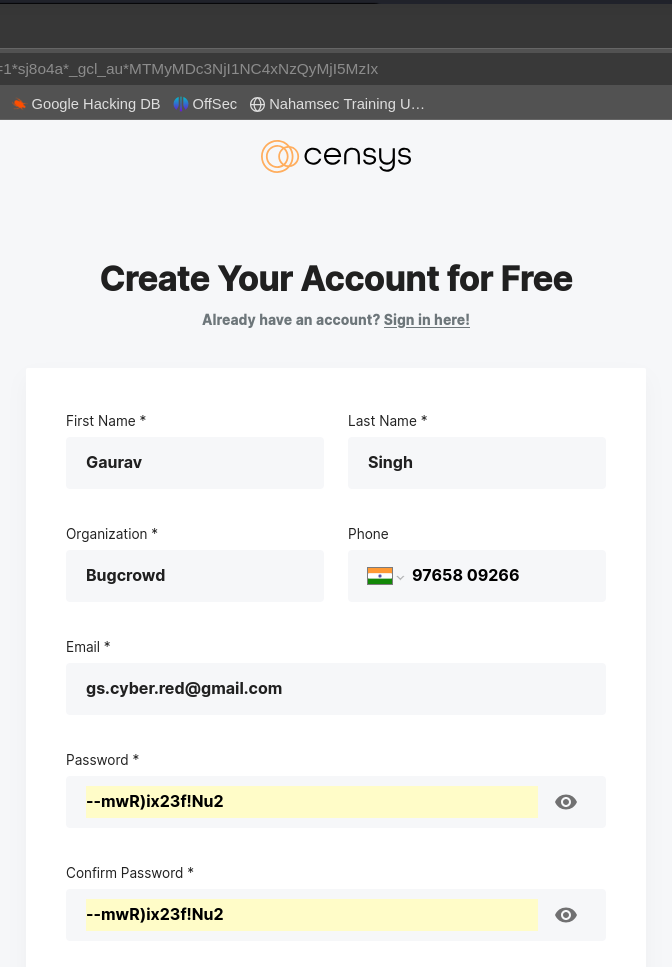 =1*sj8o4a*_gcl_au*MTMyMDc3NjI1NC4xNzQyMjI5MzIx
Google Hacking DB OffSec Nahamsec Training U…
censys
Create Your Account for Free
Already have an account? Sign in here!
First Name * Last Name *
Gaurav Singh
Organization * Phone
Bugcrowd 97658 09266
Email *
gs.cyber.red@gmail.com
Password *
--mwR)ix23f!Nu2
Confirm Password *
--mwR)ix23f!Nu2